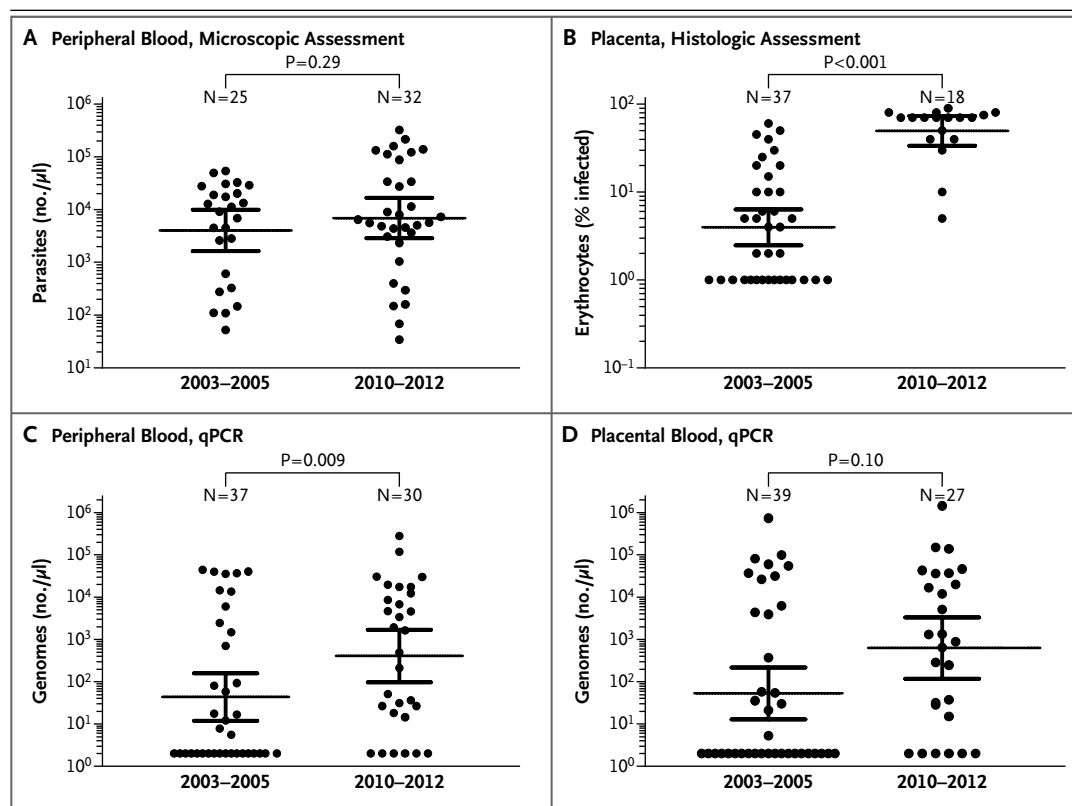 A Peripheral Blood, Microscopic Assessment
P=0.29
N=25 N=32
Parasites (no./µl)
10⁶
10⁵
10⁴
10³
10²
10¹
2003–2005 2010–2012
B Placenta, Histologic Assessment
P<0.001
N=37 N=18
Erythrocytes (% infected)
10²
10¹
10⁰
10⁻¹
2003–2005 2010–2012
C Peripheral Blood, qPCR
P=0.009
N=37 N=30
Genomes (no./µl)
10⁶
10⁵
10⁴
10³
10²
10¹
10⁰
2003–2005 2010–2012
D Placental Blood, qPCR
P=0.10
N=39 N=27
Genomes (no./µl)
10⁶
10⁵
10⁴
10³
10²
10¹
10⁰
2003–2005 2010–2012